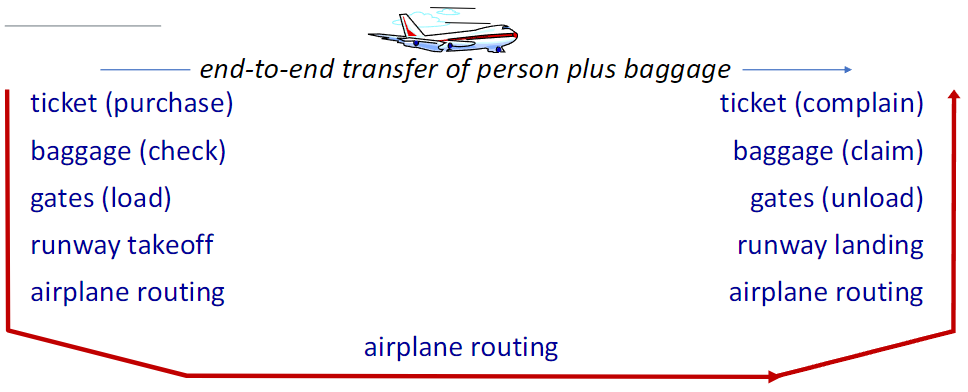 end-to-end transfer of person plus baggage
ticket (purchase)
baggage (check)
gates (load)
runway takeoff
airplane routing
ticket (complain)
baggage (claim)
gates (unload)
runway landing
airplane routing
airplane routing